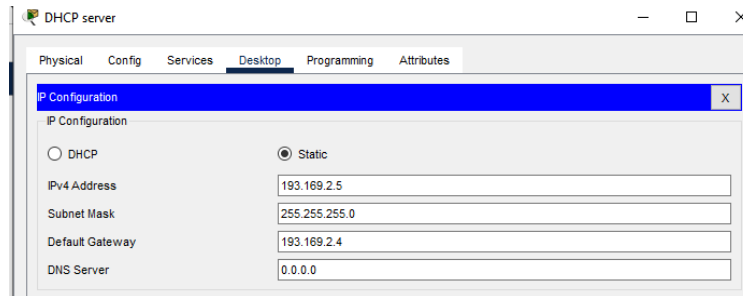 DHCP server
Physical Config Services Desktop Programming Attributes
IP Configuration X
IP Configuration
DHCP Static
IPv4 Address 193.169.2.5
Subnet Mask 255.255.255.0
Default Gateway 193.169.2.4
DNS Server 0.0.0.0